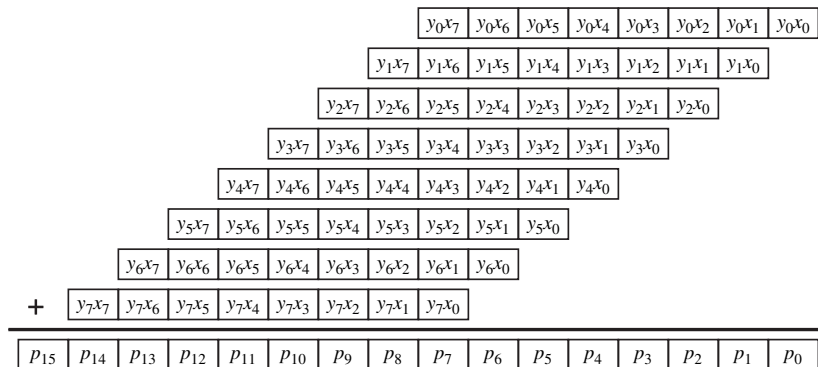 y₀x₇ y₀x₆ y₀x₅ y₀x₄ y₀x₃ y₀x₂ y₀x₁ y₀x₀
y₁x₇ y₁x₆ y₁x₅ y₁x₄ y₁x₃ y₁x₂ y₁x₁ y₁x₀
y₂x₇ y₂x₆ y₂x₅ y₂x₄ y₂x₃ y₂x₂ y₂x₁ y₂x₀
y₃x₇ y₃x₆ y₃x₅ y₃x₄ y₃x₃ y₃x₂ y₃x₁ y₃x₀
y₄x₇ y₄x₆ y₄x₅ y₄x₄ y₄x₃ y₄x₂ y₄x₁ y₄x₀
y₅x₇ y₅x₆ y₅x₅ y₅x₄ y₅x₃ y₅x₂ y₅x₁ y₅x₀
y₆x₇ y₆x₆ y₆x₅ y₆x₄ y₆x₃ y₆x₂ y₆x₁ y₆x₀
+ y₇x₇ y₇x₆ y₇x₅ y₇x₄ y₇x₃ y₇x₂ y₇x₁ y₇x₀
p₁₅ p₁₄ p₁₃ p₁₂ p₁₁ p₁₀ p₉ p₈ p₇ p₆ p₅ p₄ p₃ p₂ p₁ p₀